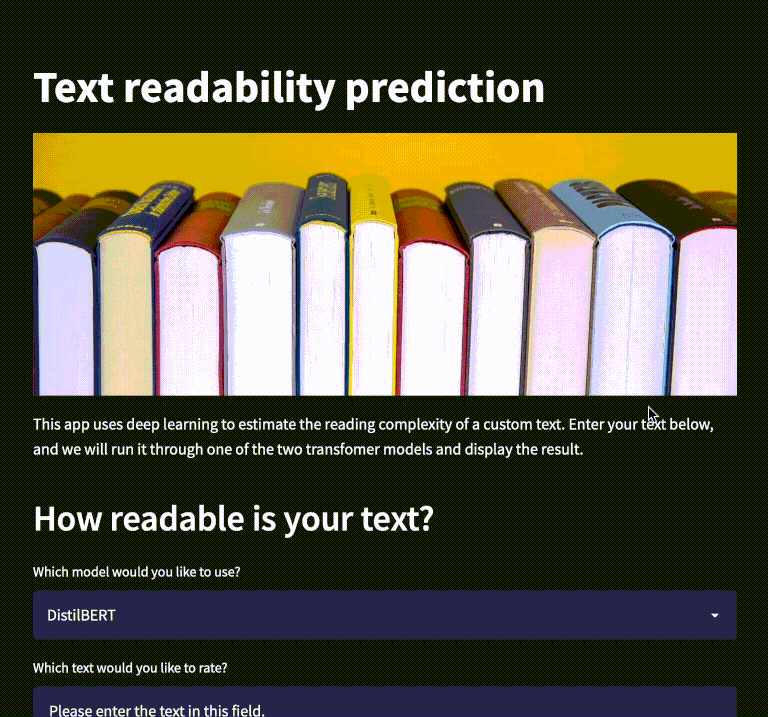 Text readability prediction
This app uses deep learning to estimate the reading complexity of a custom text. Enter your text below,
and we will run it through one of the two transfomer models and display the result.
How readable is your text?
Which model would you like to use?
DistilBERT
Which text would you like to rate?
Please enter the text in this field.